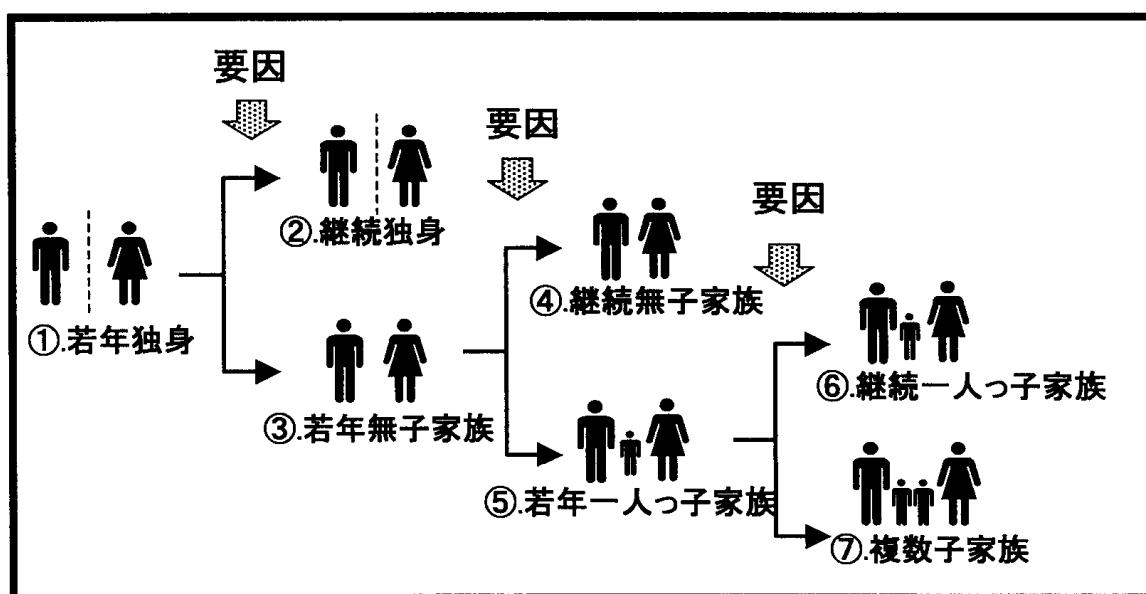 要因
要因
要因
①.若年独身
②.継続独身
③.若年無子家族
④.継続無子家族
⑤.若年一人っ子家族
⑥.継続一人っ子家族
⑦.複数子家族